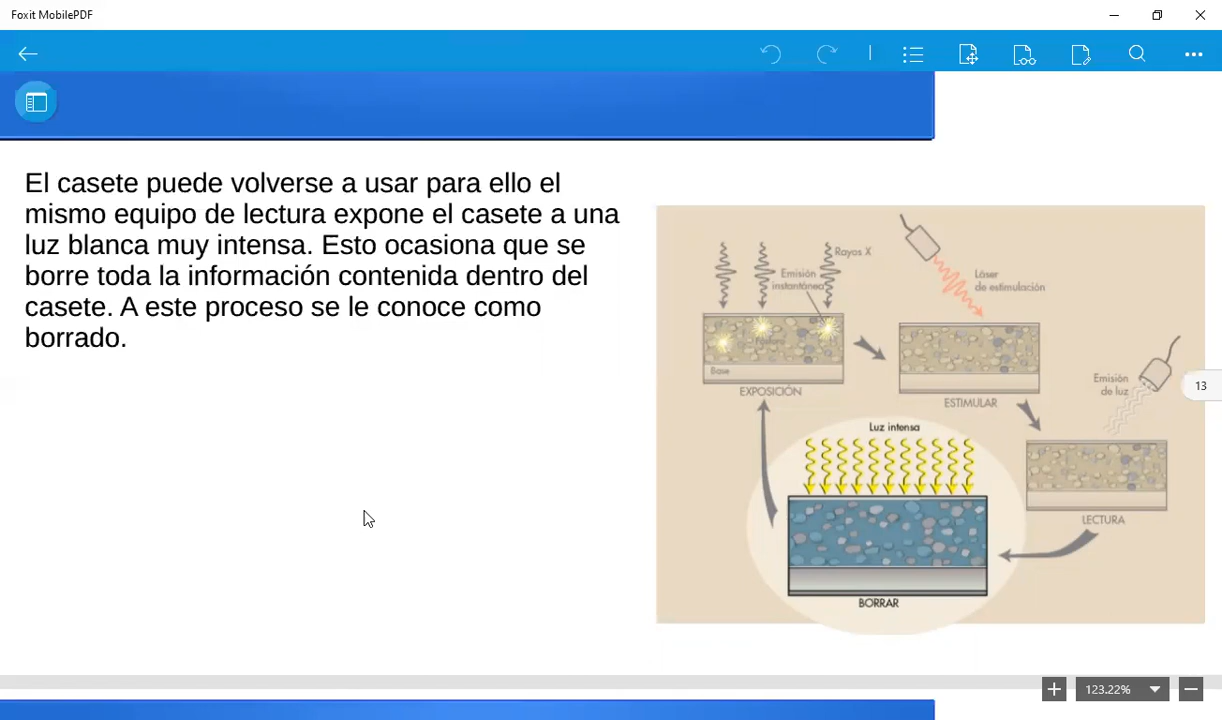 Foxit MobilePDF
El casete puede volverse a usar para ello el
mismo equipo de lectura expone el casete a una
luz blanca muy intensa. Esto ocasiona que se
borre toda la información contenida dentro del
casete. A este proceso se le conoce como
borrado.
Rayos X
Emisión
instantánea
Fósforo
Base
EXPOSICIÓN
Láser
de estimulación
ESTIMULAR
Emisión
de luz
LECTURA
Luz intensa
BORRAR
13
123.22%